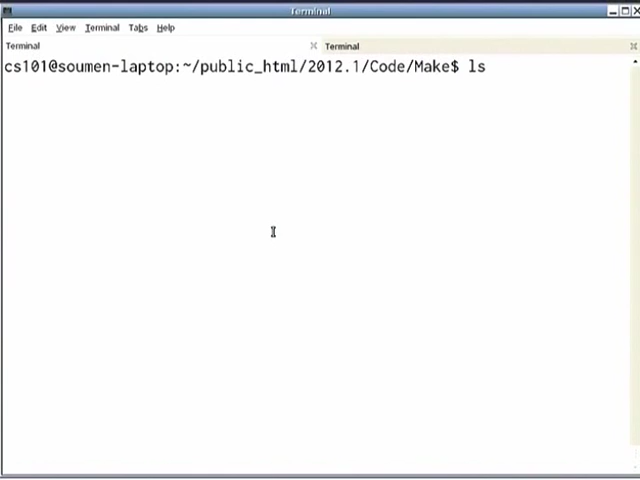 Terminal
File Edit View Terminal Tabs Help
Terminal Terminal
cs101@soumen-laptop:~/public_html/2012.1/Code/Make$ ls